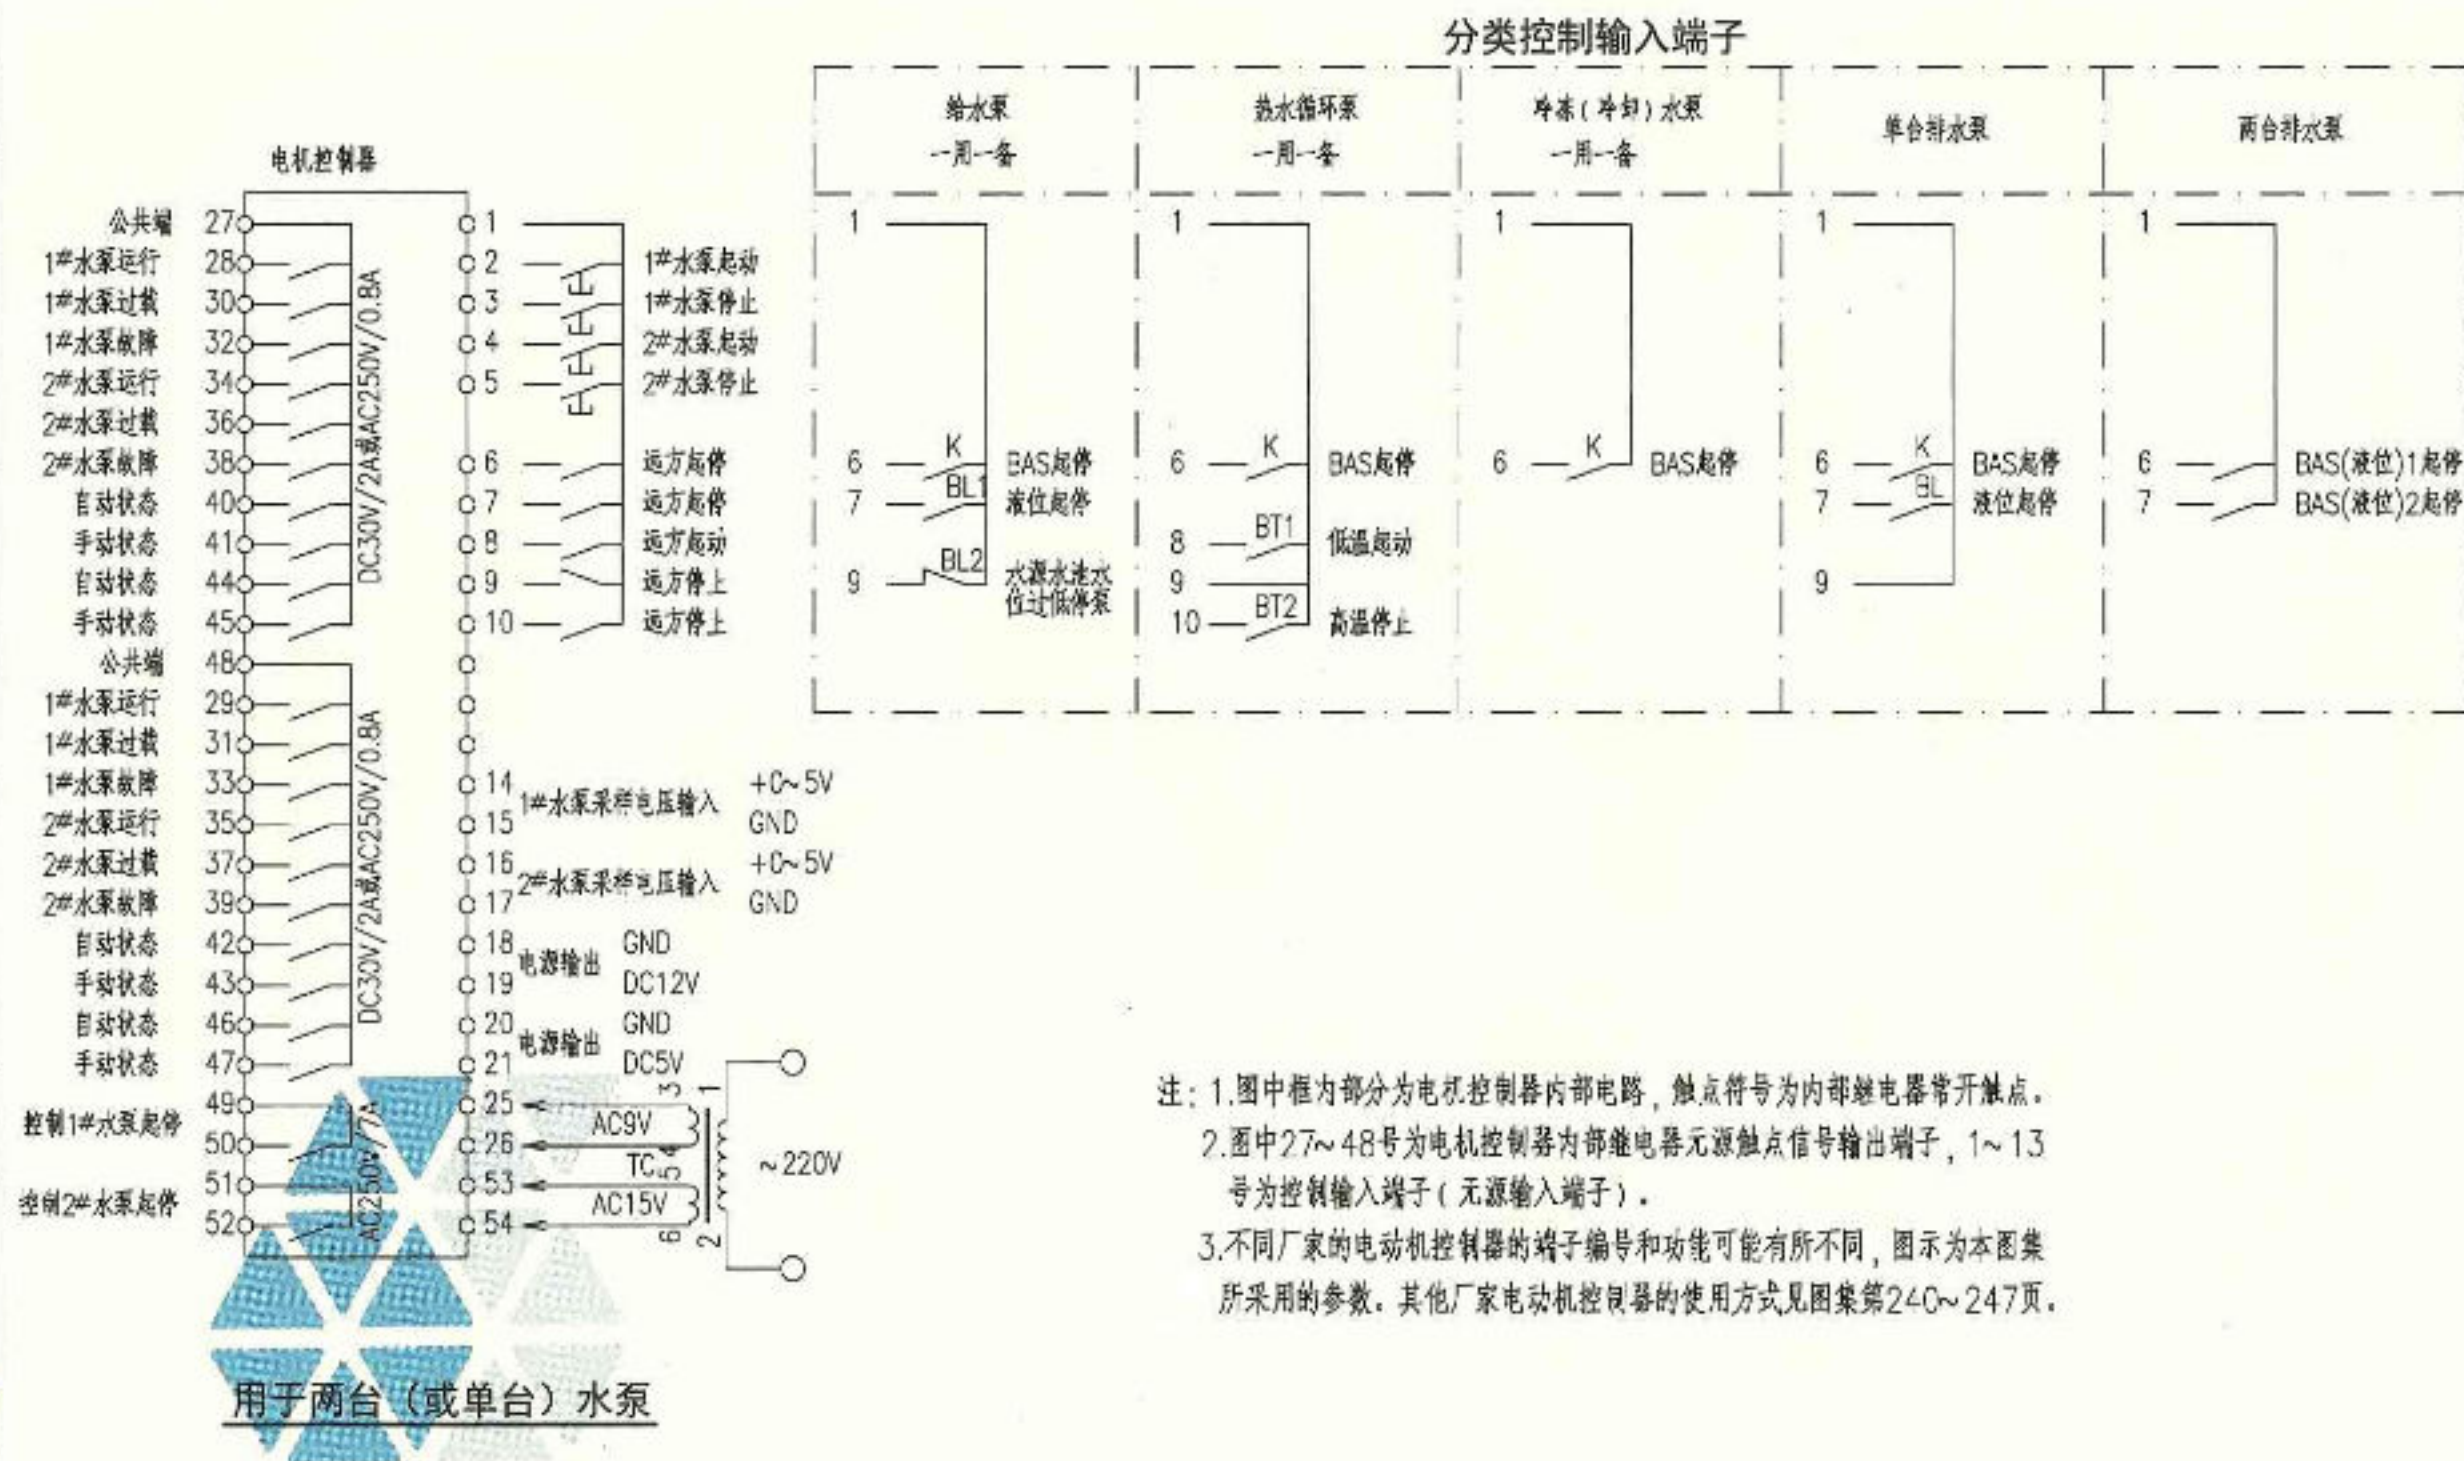 分类控制输入端子
给水泵
一用一备
热水循环泵
一用一备
冷冻(冷却)水泵
一用一备
单台排水泵
两台排水泵
电机控制器
公共端 27
1#水泵运行 28
1#水泵过载 30
1#水泵故障 32
2#水泵运行 34
2#水泵过载 36
2#水泵故障 38
自动状态 40
手动状态 41
自动状态 44
手动状态 45
DC30V/2A或AC250V/0.8A
公共端 48
1#水泵运行 29
1#水泵过载 31
1#水泵故障 33
2#水泵运行 35
2#水泵过载 37
2#水泵故障 39
自动状态 42
手动状态 43
自动状态 46
手动状态 47
DC30V/2A或AC250V/0.8A
控制1#水泵起停 49 50
控制2#水泵起停 51 52
AC250V/7A
1
2 1#水泵起动
3 1#水泵停止
4 2#水泵起动
5 2#水泵停止
6 远方起停
7 远方起停
8 远方起动
9 远方停止
10 远方停止
14 15 1#水泵采样电压输入 +0~5V GND
16 17 2#水泵采样电压输入 +0~5V GND
18 19 电源输出 GND DC12V
20 21 电源输出 GND DC5V
25 26 AC9V 3 4
TC
53 54 AC15V 5 6
1 2 ~220V
1
6 K BAS起停
7 BL1 液位起停
9 BL2 水源水池水
位过低停泵
1
6 K BAS起停
8 BT1 低温起动
9
10 BT2 高温停止
1
6 K BAS起停
1
6 K BAS起停
7 BL 液位起停
9
1
6 BAS(液位)1起停
7 BAS(液位)2起停
注: 1.图中框内部分为电机控制器内部电路, 触点符号为内部继电器常开触点。
2.图中27~48号为电机控制器内部继电器无源触点信号输出端子, 1~13
号为控制输入端子(无源输入端子)。
3.不同厂家的电动机控制器的端子编号和功能可能有所不同, 图示为本图集
所采用的参数。其他厂家电动机控制器的使用方式见图集第240~247页。
用于两台（或单台）水泵